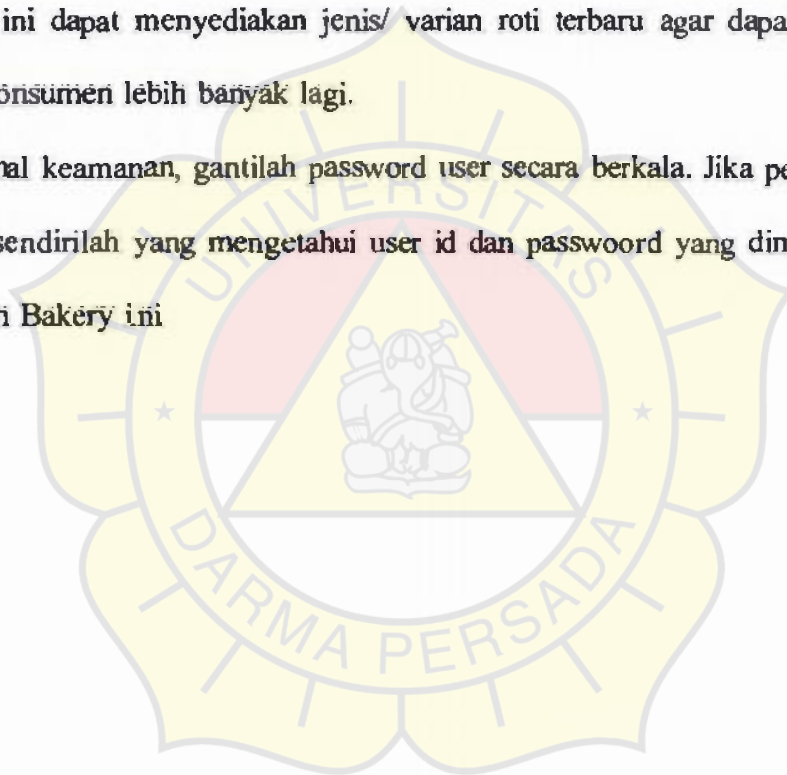 ini dapat menyediakan jenis/ varian roti terbaru agar dapa
onsumen lebih banyak lagi.
al keamanan, gantilah password user secara berkala. Jika pe
sendirilah yang mengetahui user id dan passwoord yang dim
Bakery ini
UNIVERSITAS
DARMA PERSADA